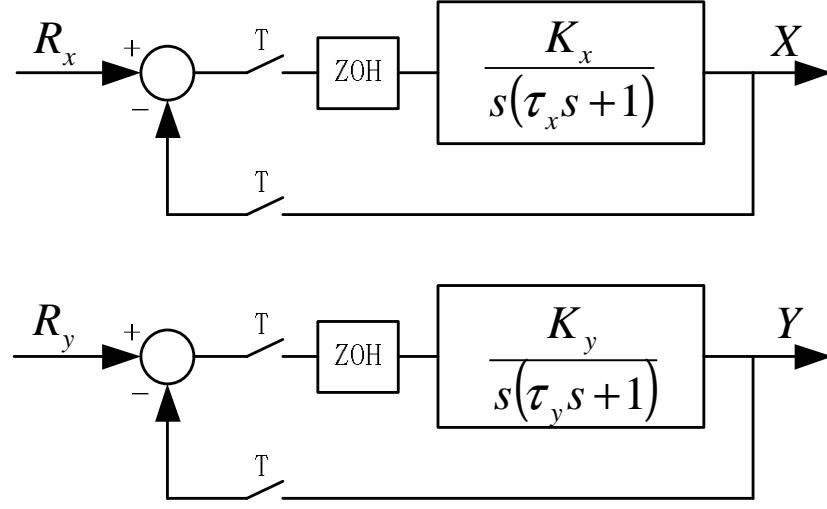 R_x + − T ZOH K_x / s(τ_x s + 1) X
T
R_y + − T ZOH K_y / s(τ_y s + 1) Y
T